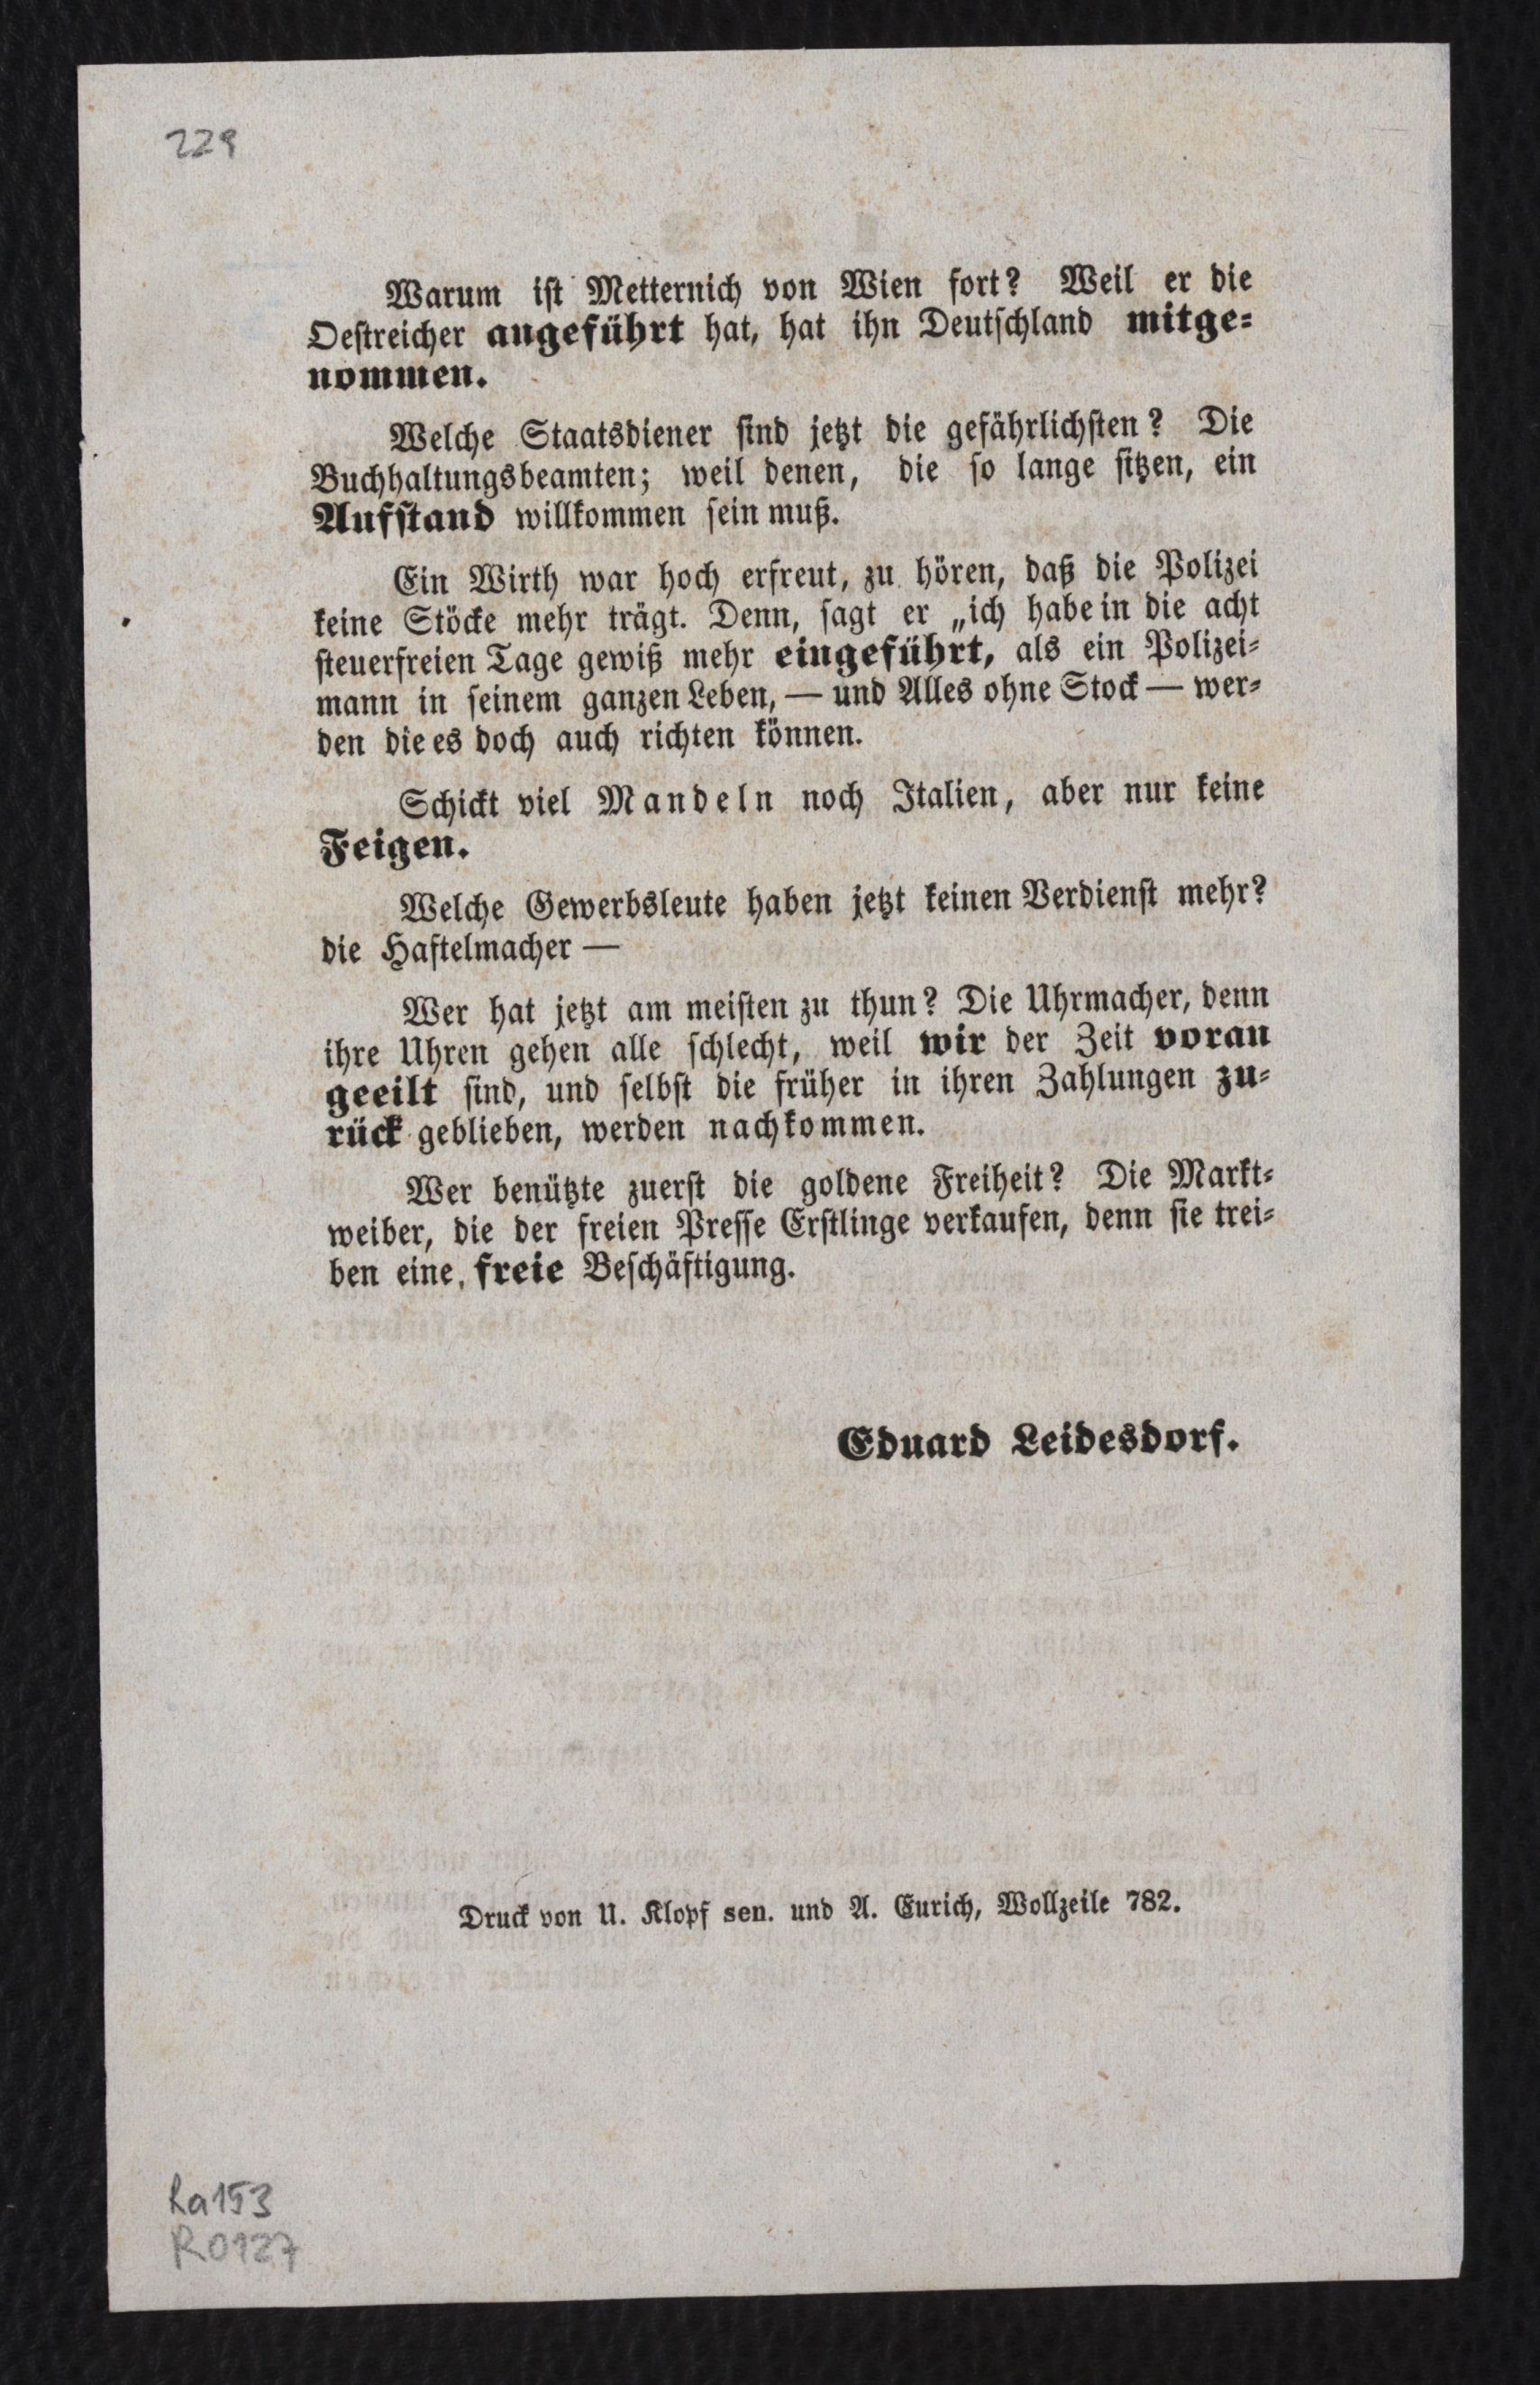 229
Warum ist Metternich von Wien fort? Weil er die
Oestreicher angeführt hat, hat ihn Deutschland mitge-
nommen.
Welche Staatsdiener sind jetzt die gefährlichsten? Die
Buchhaltungsbeamten; weil denen, die so lange sitzen, ein
Aufstand willkommen sein muß.
Ein Wirth war hoch erfreut, zu hören, daß die Polizei
keine Stöcke mehr trägt. Denn, sagt er „ich habe in die acht
steuerfreien Tage gewiß mehr eingeführt, als ein Polizei-
mann in seinem ganzen Leben, — und Alles ohne Stock — wer-
den die es doch auch richten können.
Schickt viel Mandeln noch Italien, aber nur keine
Feigen.
Welche Gewerbsleute haben jetzt keinen Verdienst mehr?
die Haftelmacher —
Wer hat jetzt am meisten zu thun? Die Uhrmacher, denn
ihre Uhren gehen alle schlecht, weil wir der Zeit voran
geeilt sind, und selbst die früher in ihren Zahlungen zu-
rück geblieben, werden nachkommen.
Wer benützte zuerst die goldene Freiheit? Die Markt-
weiber, die der freien Presse Erstlinge verkaufen, denn sie trei-
ben eine freie Beschäftigung.
Eduard Leidesdorf.
Druck von U. Klopf sen. und A. Eurich, Wollzeile 782.
Ra153
R0127